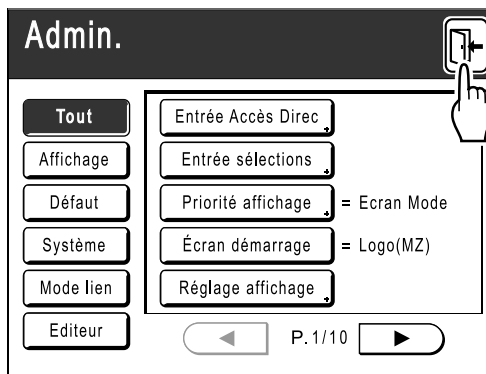 Admin.
Tout
Affichage
Défaut
Système
Mode lien
Editeur
Entrée Accès Direc
Entrée sélections
Priorité affichage = Ecran Mode
Écran démarrage = Logo(MZ)
Réglage affichage
P.1/10